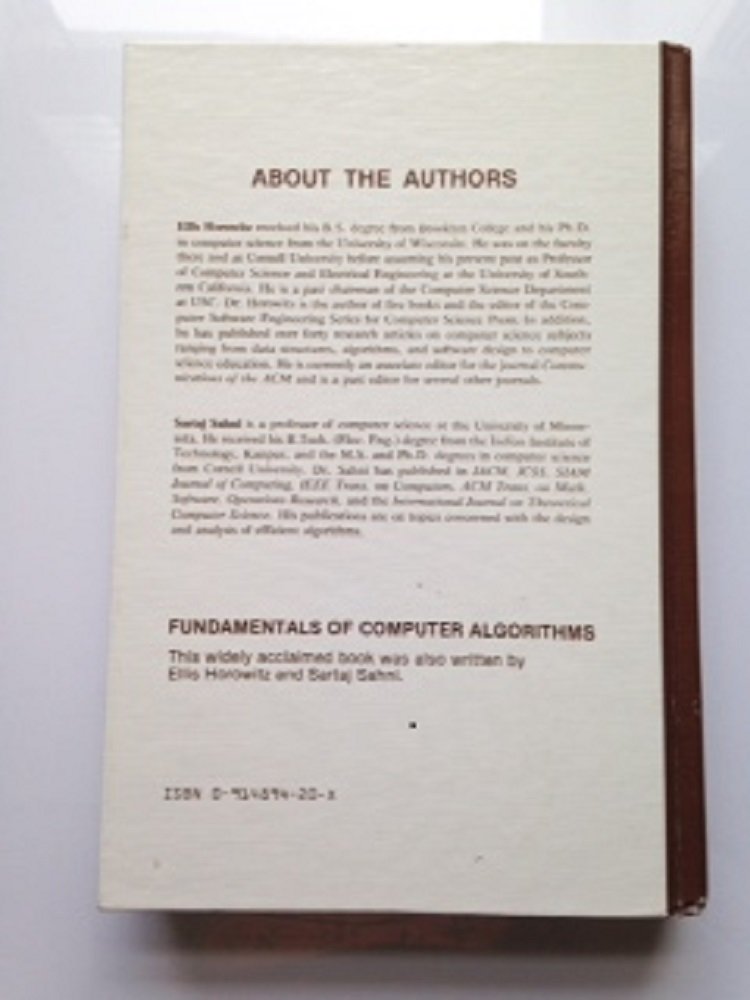 ABOUT THE AUTHORS
Ellis Horowitz received his B.S. degree from Brooklyn College and his Ph.D.
in computer science from the University of Wisconsin. He was on the faculty
there and at Cornell University before assuming his present post as Professor
of Computer Science and Electrical Engineering at the University of South-
ern California. He is a past chairman of the Computer Science Department
at USC. Dr. Horowitz is the author of five books and the editor of the Com-
puter Software Engineering Series for Computer Science Press. In addition,
he has published over forty research articles on computer science subjects
ranging from data structures, algorithms, and software design to computer
science education. He is currently an associate editor for the journal Commu-
nications of the ACM and is a past editor for several other journals.
Sartaj Sahni is a professor of computer science at the University of Minne-
sota. He received his B.Tech. (Elec. Eng.) degree from the Indian Institute of
Technology, Kanpur, and the M.S. and Ph.D. degrees in computer science
from Cornell University. Dr. Sahni has published in JACM, JCSS, SIAM
Journal of Computing, IEEE Trans. on Computers, ACM Trans. on Math.
Software, Operations Research, and the International Journal on Theoretical
Computer Science. His publications are on topics concerned with the design
and analysis of efficient algorithms.
FUNDAMENTALS OF COMPUTER ALGORITHMS
This widely acclaimed book was also written by
Ellis Horowitz and Sartaj Sahni.
ISBN 0-914894-20-X